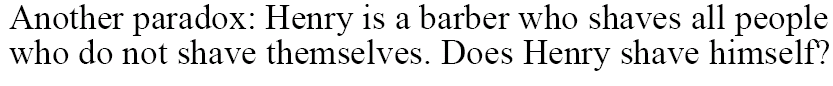 Another paradox: Henry is a barber who shaves all people
who do not shave themselves. Does Henry shave himself?